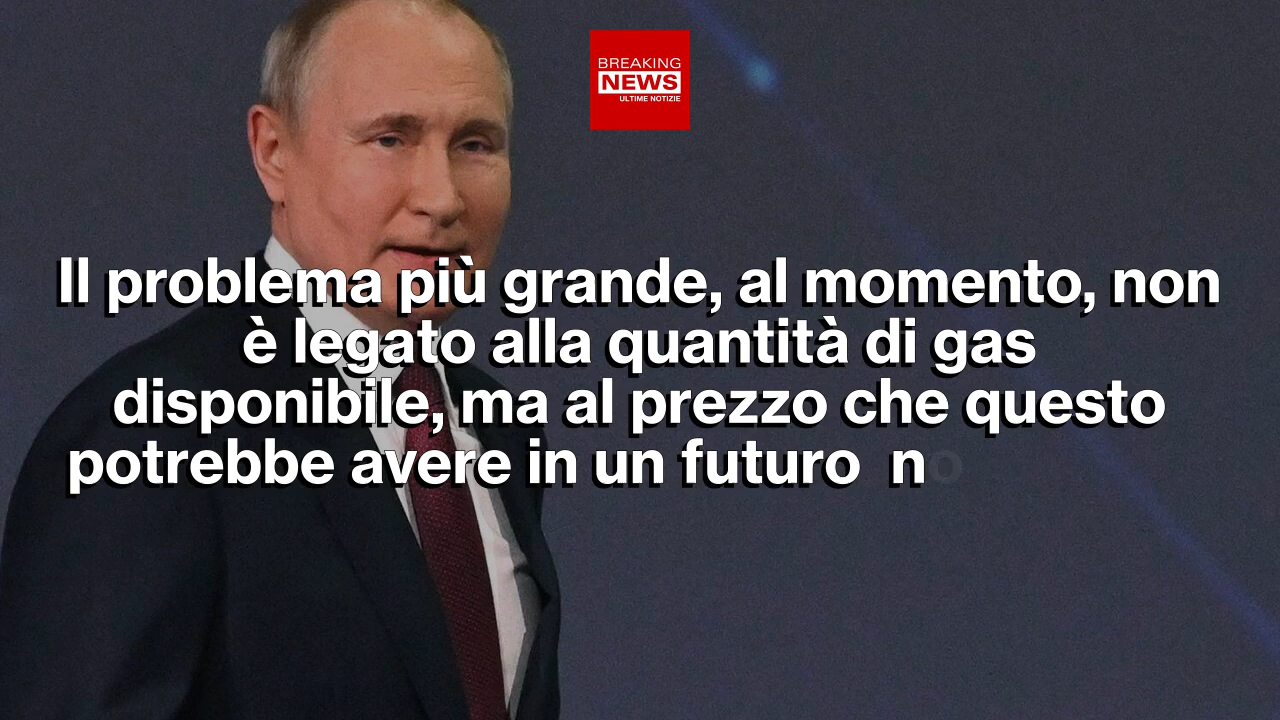 BREAKING
NEWS
ULTIME NOTIZIE
Il problema più grande, al momento, non
è legato alla quantità di gas
disponibile, ma al prezzo che questo
potrebbe avere in un futuro no